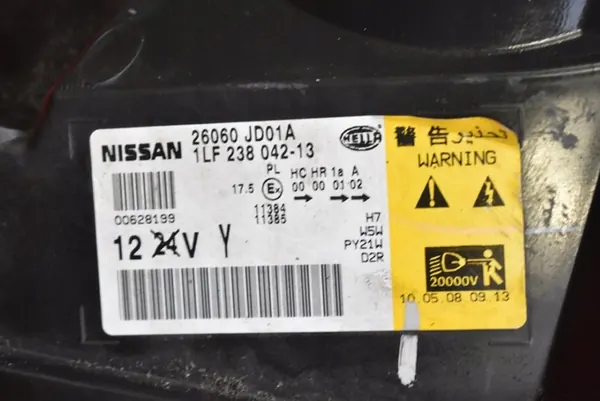 NISSAN
26060 JD01A
1LF 238 042-13
HELLA
PL HC HR 1a A
17.5 E 00 00 01 02
11384
11385
00628199
12 24 V Y
H7
W5W
PY21W
D2R
警告 تحذير
WARNING
20000V
10.05.08 09.13